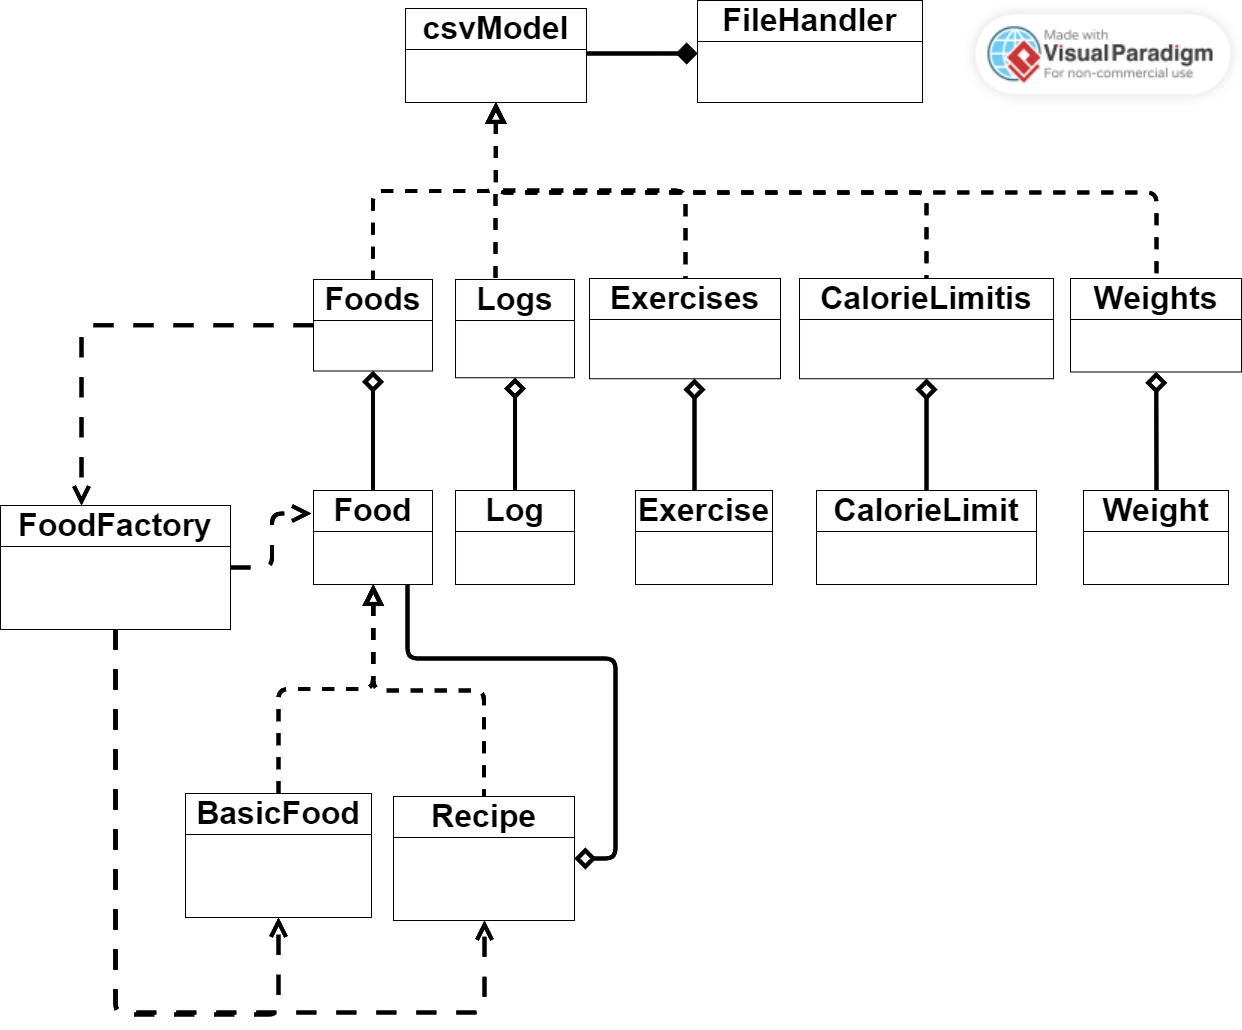 csvModel
FileHandler
Made with
Visual Paradigm
For non-commercial use
Foods
Logs
Exercises
CalorieLimitis
Weights
FoodFactory
Food
Log
Exercise
CalorieLimit
Weight
BasicFood
Recipe